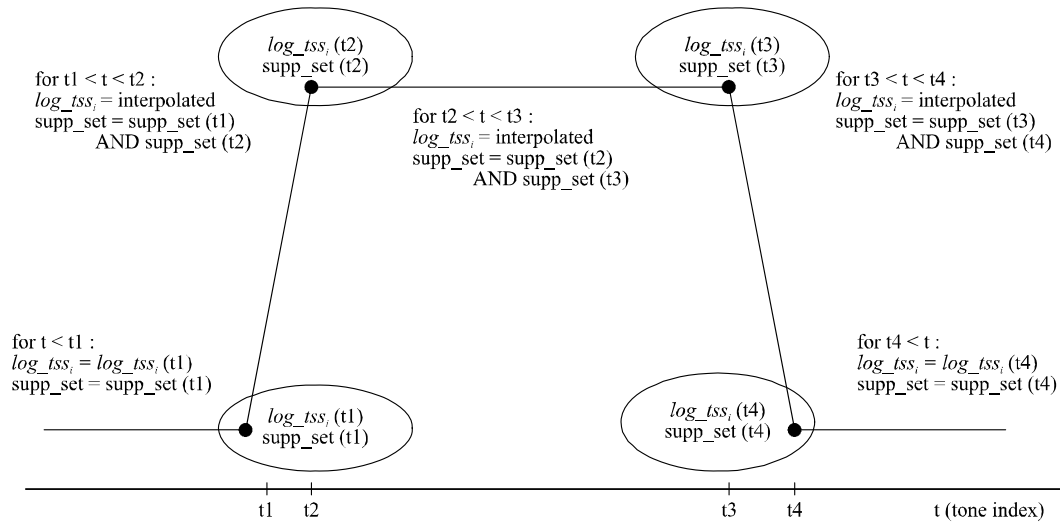 log_tss_i (t2)
supp_set (t2)
log_tss_i (t3)
supp_set (t3)
for t1 < t < t2 :
log_tss_i = interpolated
supp_set = supp_set (t1)
AND supp_set (t2)
for t2 < t < t3 :
log_tss_i = interpolated
supp_set = supp_set (t2)
AND supp_set (t3)
for t3 < t < t4 :
log_tss_i = interpolated
supp_set = supp_set (t3)
AND supp_set (t4)
for t < t1 :
log_tss_i = log_tss_i (t1)
supp_set = supp_set (t1)
log_tss_i (t1)
supp_set (t1)
log_tss_i (t4)
supp_set (t4)
for t4 < t :
log_tss_i = log_tss_i (t4)
supp_set = supp_set (t4)
t1 t2 t3 t4 t (tone index)